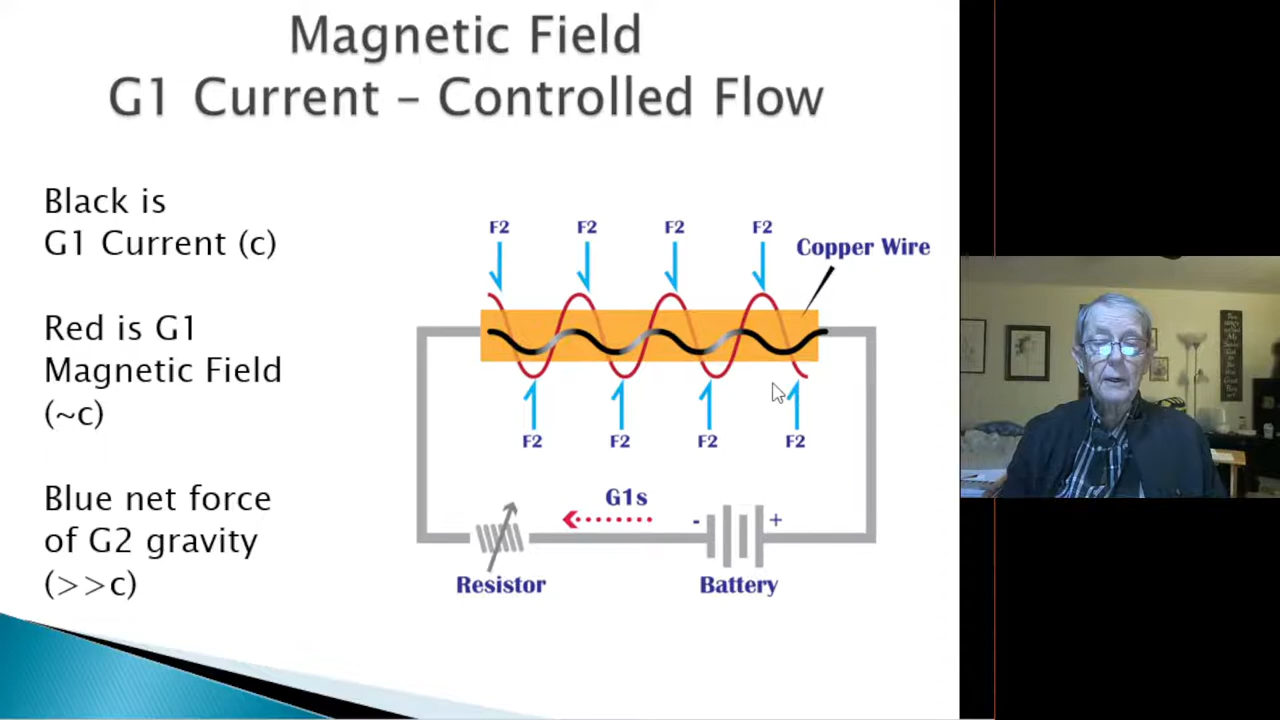 Magnetic Field
G1 Current – Controlled Flow
Black is
G1 Current (c)
Red is G1
Magnetic Field
(~c)
Blue net force
of G2 gravity
(>>c)
F2 F2 F2 F2
Copper Wire
F2 F2 F2 F2
G1s
- +
Resistor
Battery